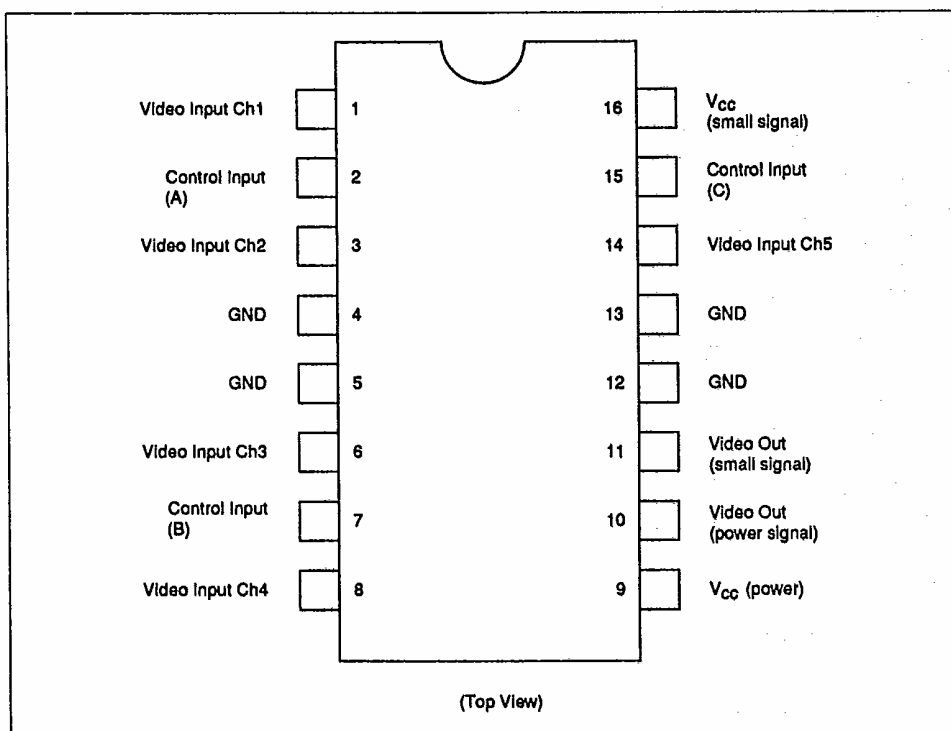 Video Input Ch1
1
16
VCC
(small signal)
Control Input
(A)
2
15
Control Input
(C)
Video Input Ch2
3
14
Video Input Ch5
GND
4
13
GND
GND
5
12
GND
Video Input Ch3
6
11
Video Out
(small signal)
Control Input
(B)
7
10
Video Out
(power signal)
Video Input Ch4
8
9
VCC (power)
(Top View)